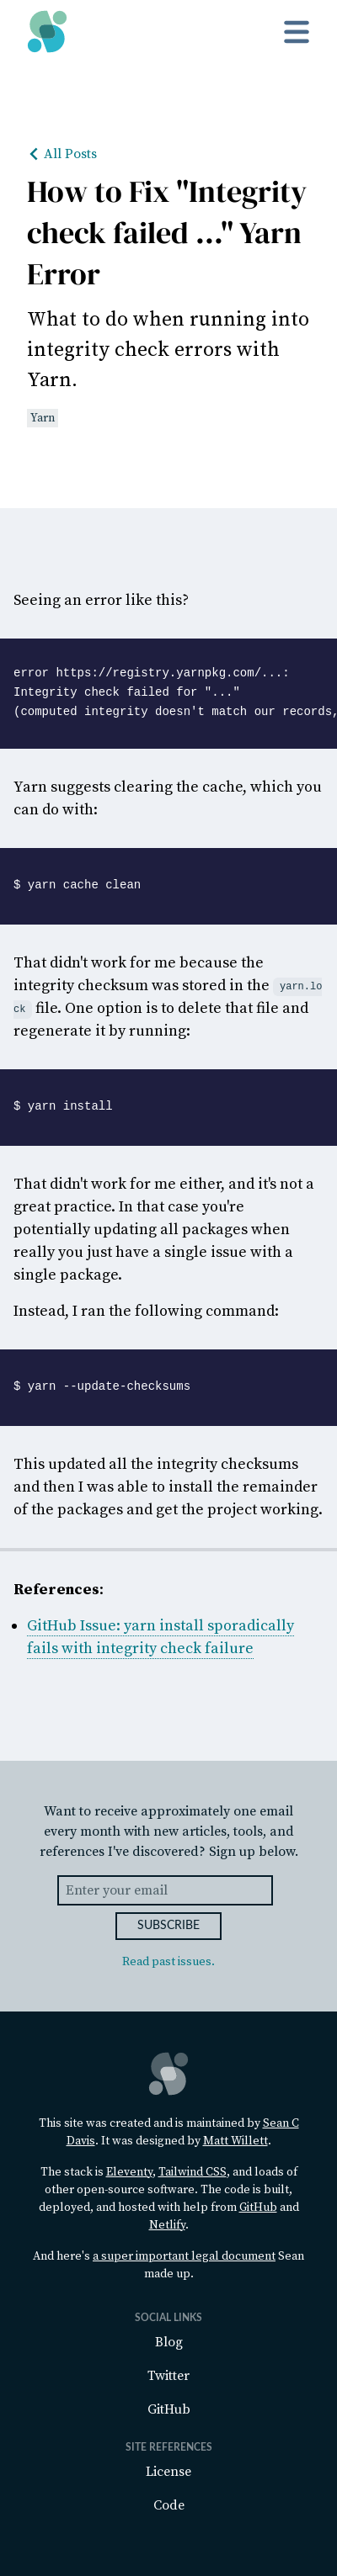 All Posts
How to Fix "Integrity
check failed ..." Yarn
Error
What to do when running into
integrity check errors with
Yarn.
Yarn
Seeing an error like this?
error https://registry.yarnpkg.com/...:
Integrity check failed for "..."
(computed integrity doesn't match our records,
Yarn suggests clearing the cache, which you
can do with:
$ yarn cache clean
That didn't work for me because the
integrity checksum was stored in the yarn.lo
ck file. One option is to delete that file and
regenerate it by running:
$ yarn install
That didn't work for me either, and it's not a
great practice. In that case you're
potentially updating all packages when
really you just have a single issue with a
single package.
Instead, I ran the following command:
$ yarn --update-checksums
This updated all the integrity checksums
and then I was able to install the remainder
of the packages and get the project working.
References:
GitHub Issue: yarn install sporadically
fails with integrity check failure
Want to receive approximately one email
every month with new articles, tools, and
references I've discovered? Sign up below.
Enter your email
SUBSCRIBE
Read past issues.
This site was created and is maintained by Sean C
Davis. It was designed by Matt Willett.
The stack is Eleventy, Tailwind CSS, and loads of
other open-source software. The code is built,
deployed, and hosted with help from GitHub and
Netlify.
And here's a super important legal document Sean
made up.
SOCIAL LINKS
Blog
Twitter
GitHub
SITE REFERENCES
License
Code